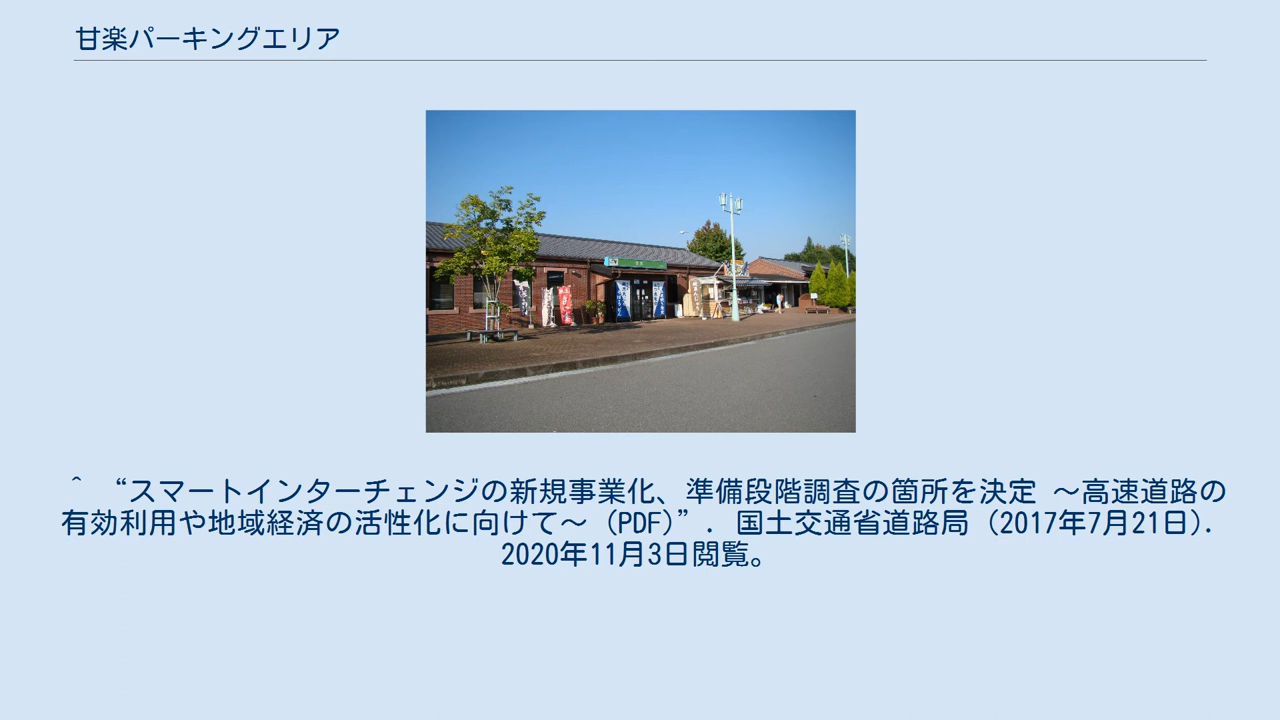 甘楽パーキングエリア
^ “スマートインターチェンジの新規事業化、準備段階調査の箇所を決定 〜高速道路の
有効利用や地域経済の活性化に向けて〜 (PDF)”. 国土交通省道路局 (2017年7月21日).
2020年11月3日閲覧。